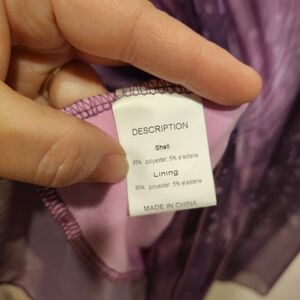 DESCRIPTION
Shell
95% polyester, 5% elastane
Lining
95% polyester, 5% elastane
MADE IN CHINA